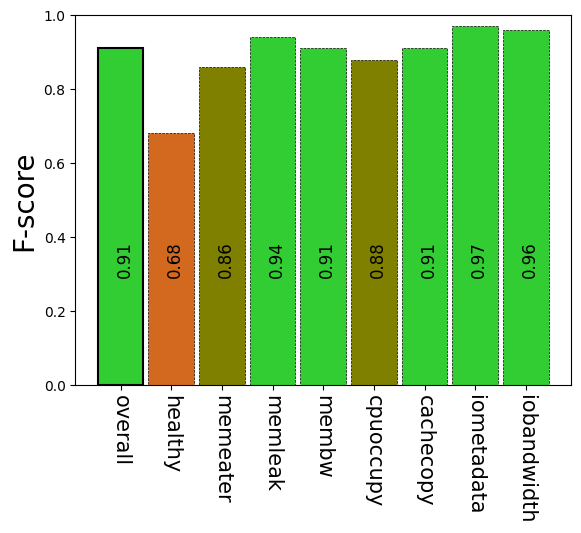 F-score
1.0
0.8
0.6
0.4
0.2
0.0
0.91
0.68
0.86
0.94
0.91
0.88
0.91
0.97
0.96
overall
healthy
memeater
memleak
membw
cpuoccupy
cachecopy
iometadata
iobandwidth